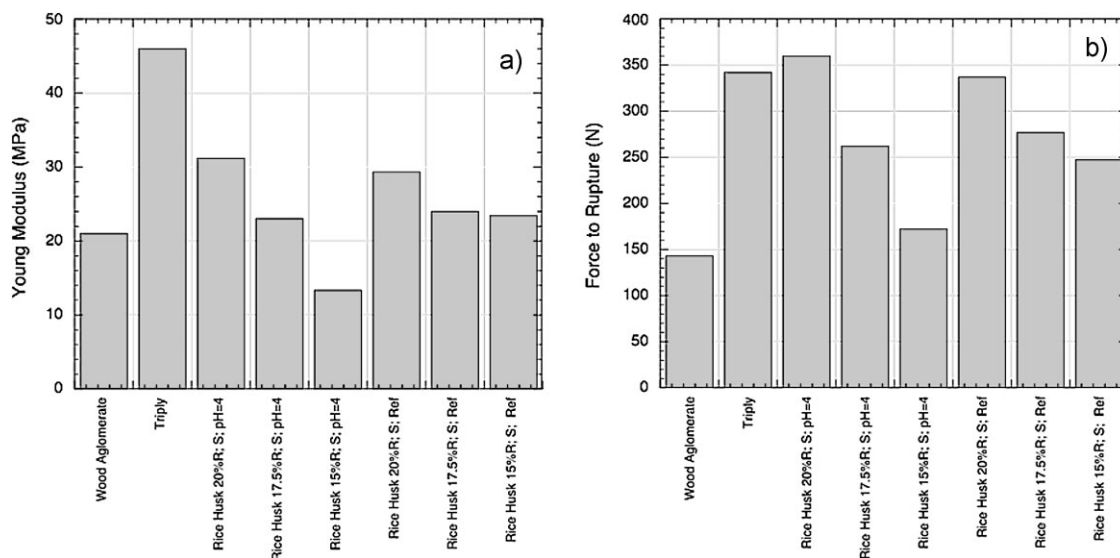 a)
Young Modulus (MPa)
50
40
30
20
10
0
Wood Aglomerate
Triply
Rice Husk 20%R; S; pH=4
Rice Husk 17.5%R; S; pH=4
Rice Husk 15%R; S; pH=4
Rice Husk 20%R; S: Ref
Rice Husk 17.5%R; S: Ref
Rice Husk 15%R; S: Ref
b)
Force to Rupture (N)
400
350
300
250
200
150
100
50
0
Wood Aglomerate
Triply
Rice Husk 20%R; S; pH=4
Rice Husk 17.5%R; S; pH=4
Rice Husk 15%R; S; pH=4
Rice Husk 20%R; S: Ref
Rice Husk 17.5%R; S: Ref
Rice Husk 15%R; S: Ref